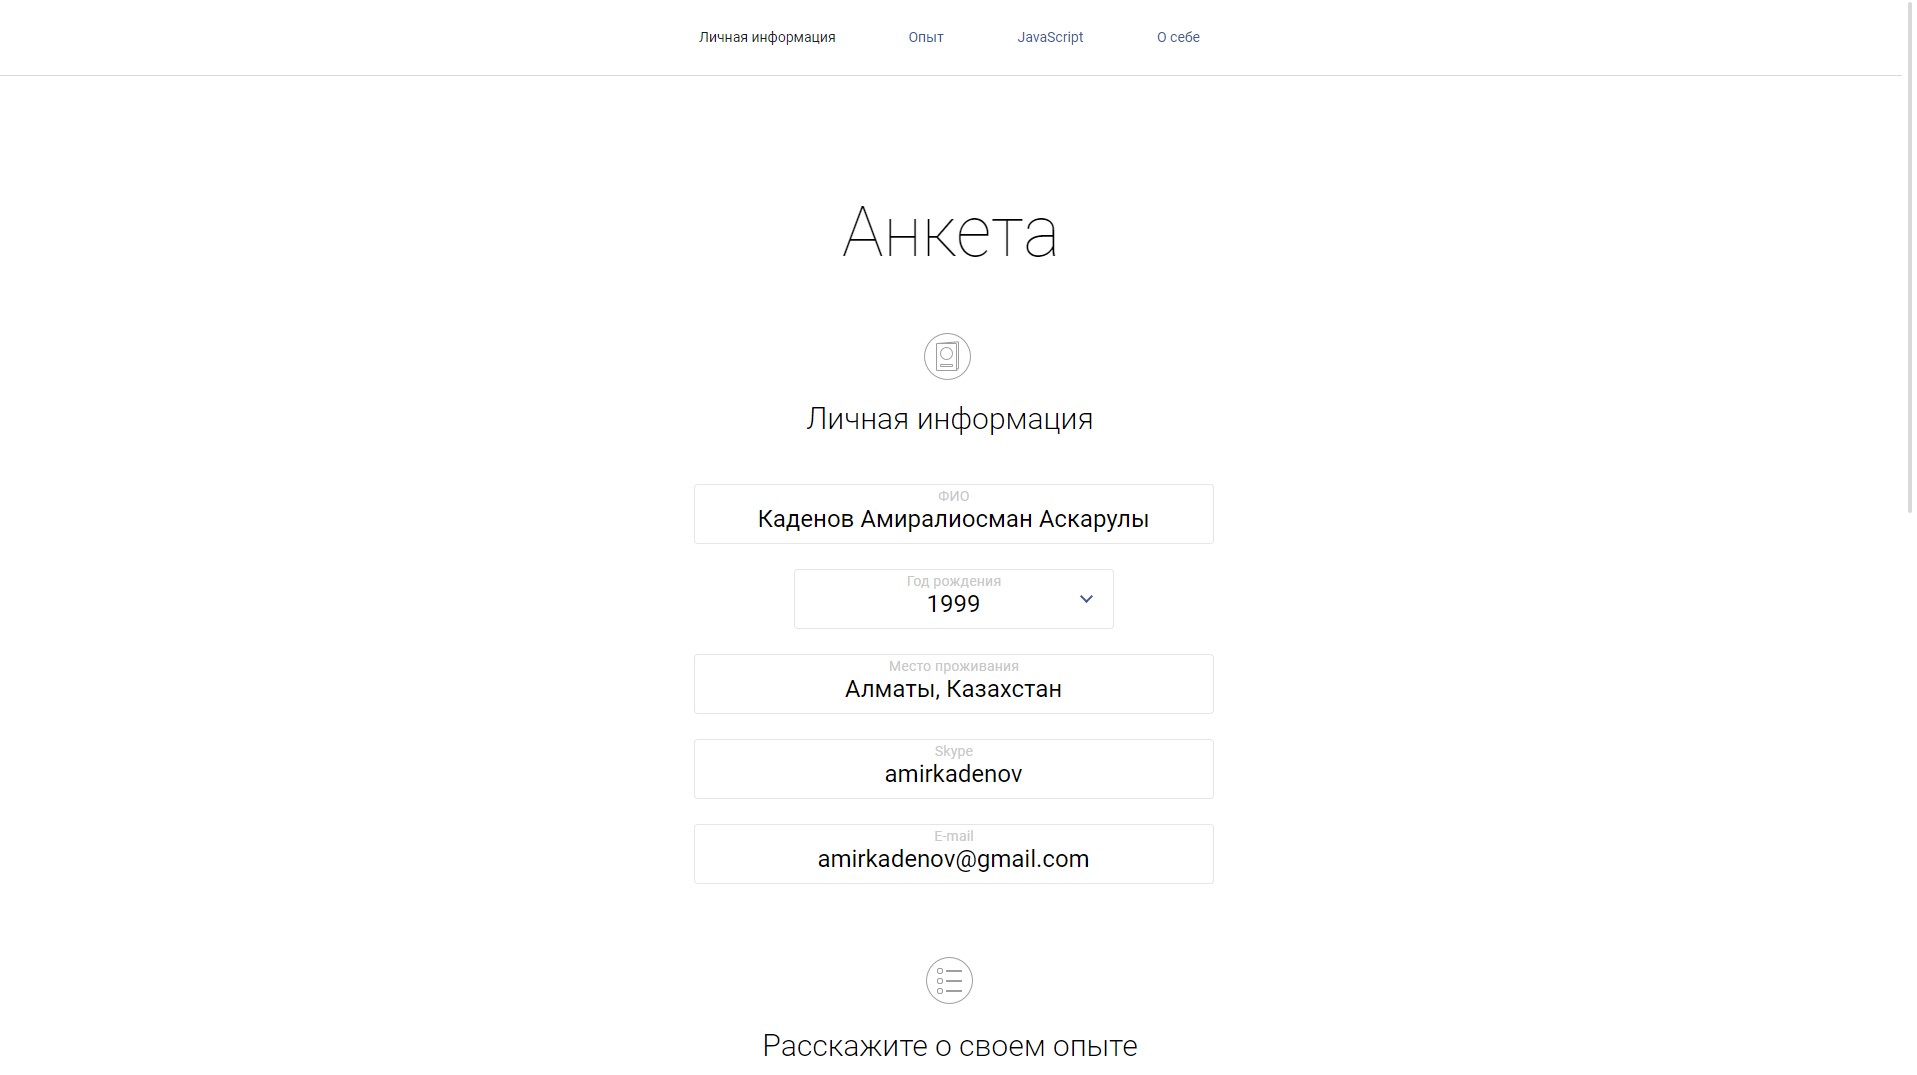 Личная информация Опыт JavaScript О себе
Анкета
Личная информация
ФИО
Каденов Амиралиосман Аскарулы
Год рождения
1999
Место проживания
Алматы, Казахстан
Skype
amirkadenov
E-mail
amirkadenov@gmail.com
Расскажите о своем опыте